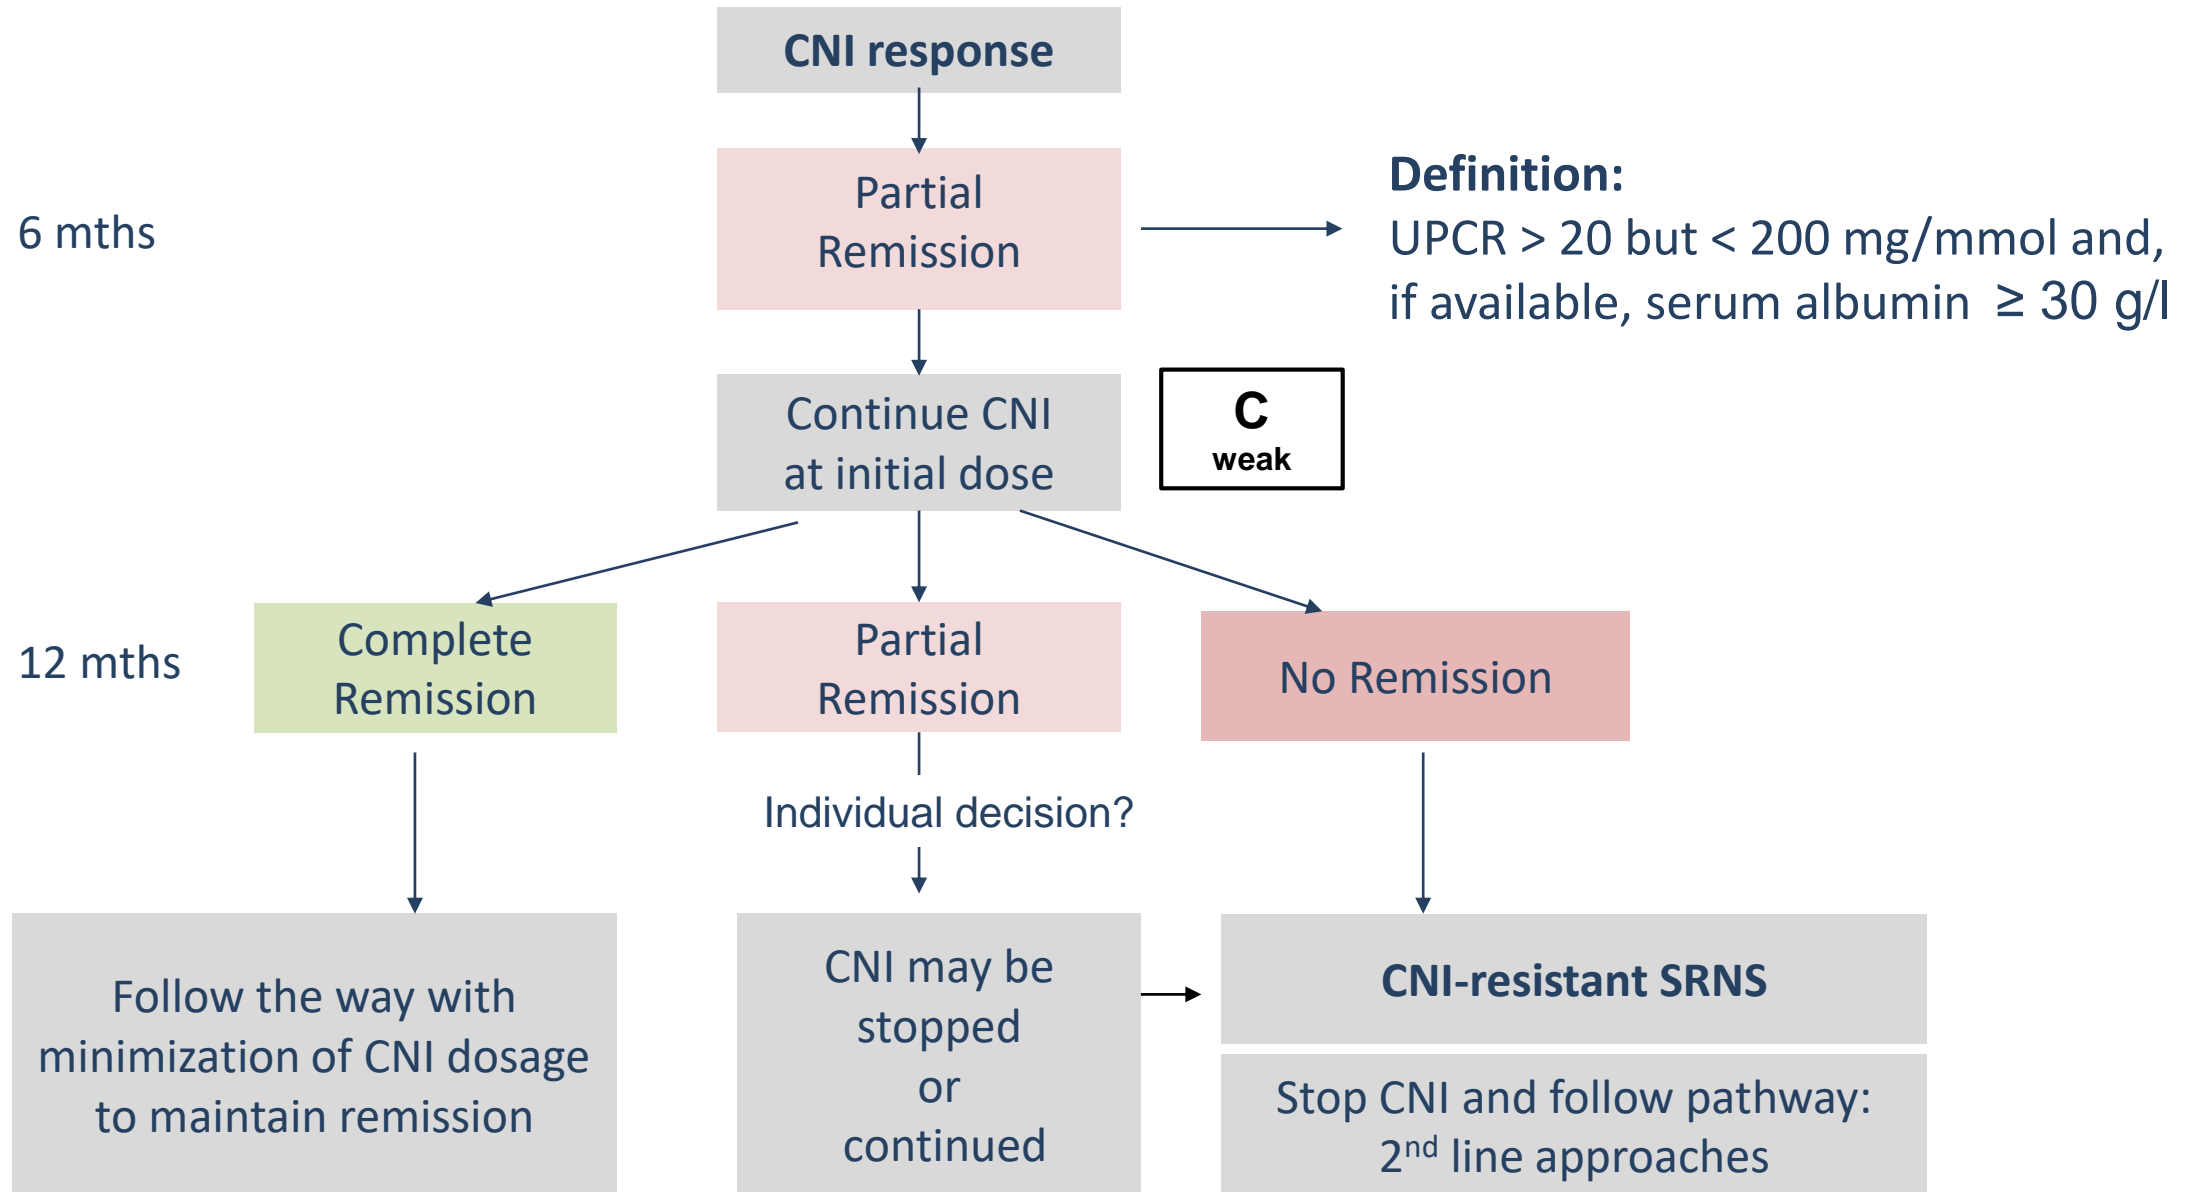 CNI response
6 mths
Partial
Remission
Definition:
UPCR > 20 but < 200 mg/mmol and,
if available, serum albumin ≥ 30 g/l
Continue CNI
at initial dose
C
weak
12 mths
Complete
Remission
Partial
Remission
No Remission
Individual decision?
Follow the way with
minimization of CNI dosage
to maintain remission
CNI may be
stopped
or
continued
CNI-resistant SRNS
Stop CNI and follow pathway:
2nd line approaches